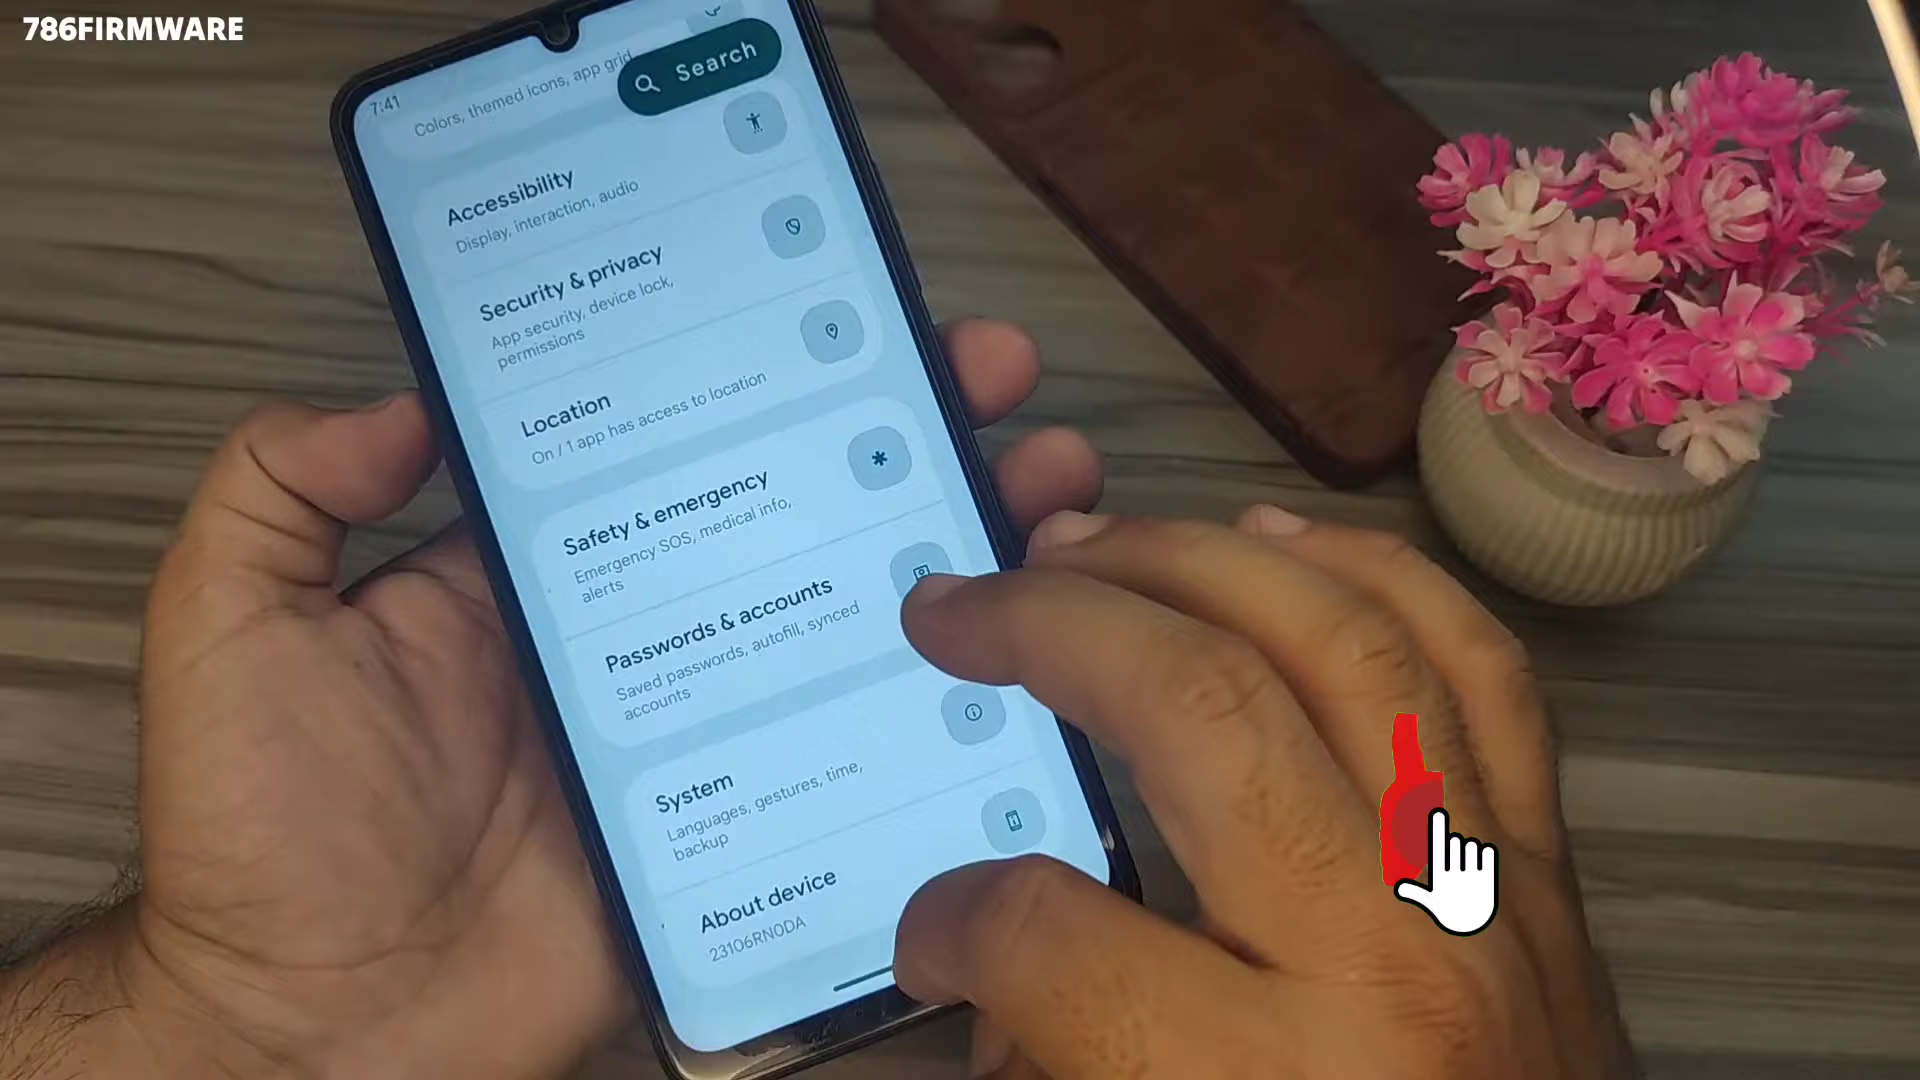 786FIRMWARE
7:41
Search
Colors, themed icons, app grid
Accessibility
Display, interaction, audio
Security & privacy
App security, device lock,
permissions
Location
On / 1 app has access to location
Safety & emergency
Emergency SOS, medical info,
alerts
Passwords & accounts
Saved passwords, autofill, synced
accounts
System
Languages, gestures, time,
backup
About device
23106RN0DA